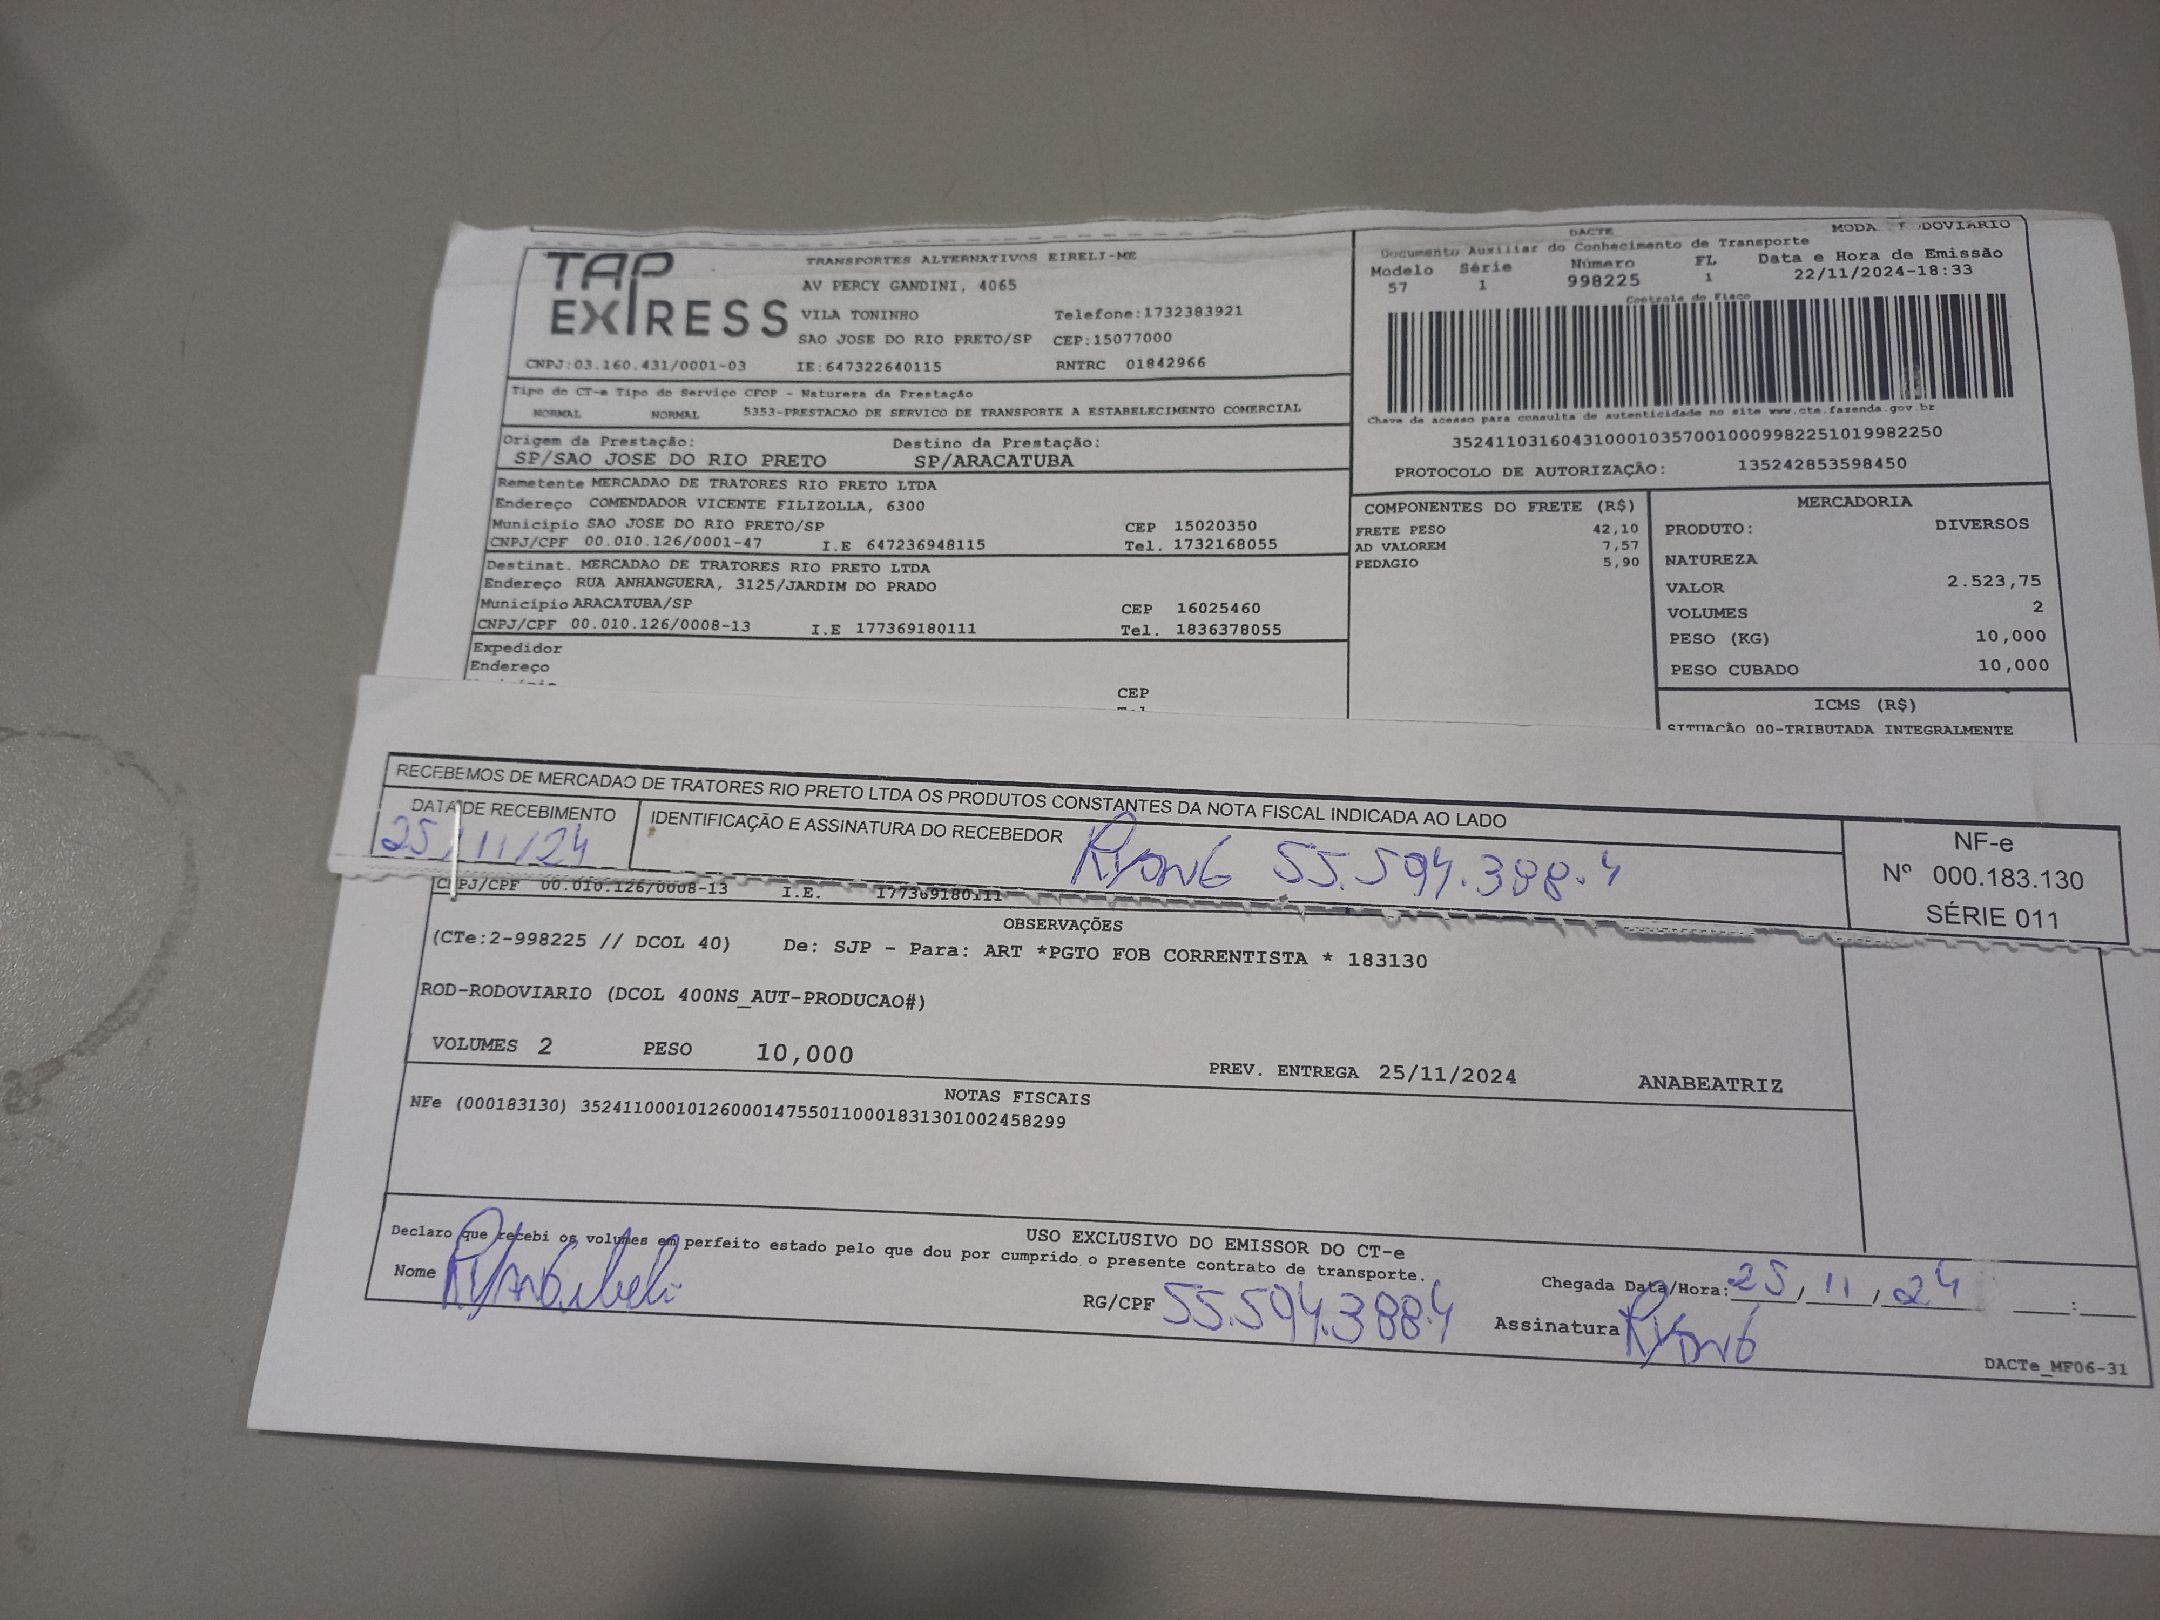 TAP EXPRESS
TRANSPORTES ALTERNATIVOS EIRELI-ME
AV PERCY GANDINI, 4065
VILA TONINHO Telefone:1732383921
SAO JOSE DO RIO PRETO/SP CEP:15077000
CNPJ:03.160.431/0001-03 IE:647322640115 RNTRC 01842966
DACTE MODA DOVIARIO
Documento Auxiliar do Conhecimento de Transporte
Modelo Série Número FL Data e Hora de Emissão
57 1 998225 1 22/11/2024-18:33
Controle do Fisco
Chave de acesso para consulta de autenticidade no site www.cte.fazenda.gov.br
35241103160431000103570010009982251019982250
PROTOCOLO DE AUTORIZAÇÃO: 135242853598450
Tipo do CT-e Tipo do Serviço CFOP - Natureza da Prestação
NORMAL NORMAL 5353-PRESTACAO DE SERVICO DE TRANSPORTE A ESTABELECIMENTO COMERCIAL
Origem da Prestação: Destino da Prestação:
SP/SAO JOSE DO RIO PRETO SP/ARACATUBA
Remetente MERCADAO DE TRATORES RIO PRETO LTDA
Endereço COMENDADOR VICENTE FILIZOLLA, 6300
Município SAO JOSE DO RIO PRETO/SP CEP 15020350
CNPJ/CPF 00.010.126/0001-47 I.E 647236948115 Tel. 1732168055
Destinat. MERCADAO DE TRATORES RIO PRETO LTDA
Endereço RUA ANHANGUERA, 3125/JARDIM DO PRADO
Município ARACATUBA/SP CEP 16025460
CNPJ/CPF 00.010.126/0008-13 I.E 177369180111 Tel. 1836378055
Expedidor
Endereço
CEP
COMPONENTES DO FRETE (R$)
FRETE PESO 42,10
AD VALOREM 7,57
PEDAGIO 5,90
MERCADORIA
PRODUTO: DIVERSOS
NATUREZA
VALOR 2.523,75
VOLUMES 2
PESO (KG) 10,000
PESO CUBADO 10,000
ICMS (R$)
SITUAÇÃO 00-TRIBUTADA INTEGRALMENTE
RECEBEMOS DE MERCADAO DE TRATORES RIO PRETO LTDA OS PRODUTOS CONSTANTES DA NOTA FISCAL INDICADA AO LADO
DATA DE RECEBIMENTO IDENTIFICAÇÃO E ASSINATURA DO RECEBEDOR
25/11/24 55.594.388-4
NF-e
Nº 000.183.130
SÉRIE 011
CNPJ/CPF 00.010.126/0008-13 I.E. 177369180111
OBSERVAÇÕES
(CTe:2-998225 // DCOL 40) De: SJP - Para: ART *PGTO FOB CORRENTISTA * 183130
ROD-RODOVIARIO (DCOL 400NS_AUT-PRODUCAO#)
VOLUMES 2 PESO 10,000 PREV. ENTREGA 25/11/2024 ANABEATRIZ
NOTAS FISCAIS
NFe (000183130) 35241100010126000147550110001831301002458299
USO EXCLUSIVO DO EMISSOR DO CT-e
Declaro que recebi os volumes em perfeito estado pelo que dou por cumprido o presente contrato de transporte.
Nome RG/CPF 55.594.388-4 Chegada Data/Hora: 25/11/24 :
Assinatura
DACTe_MF06-31